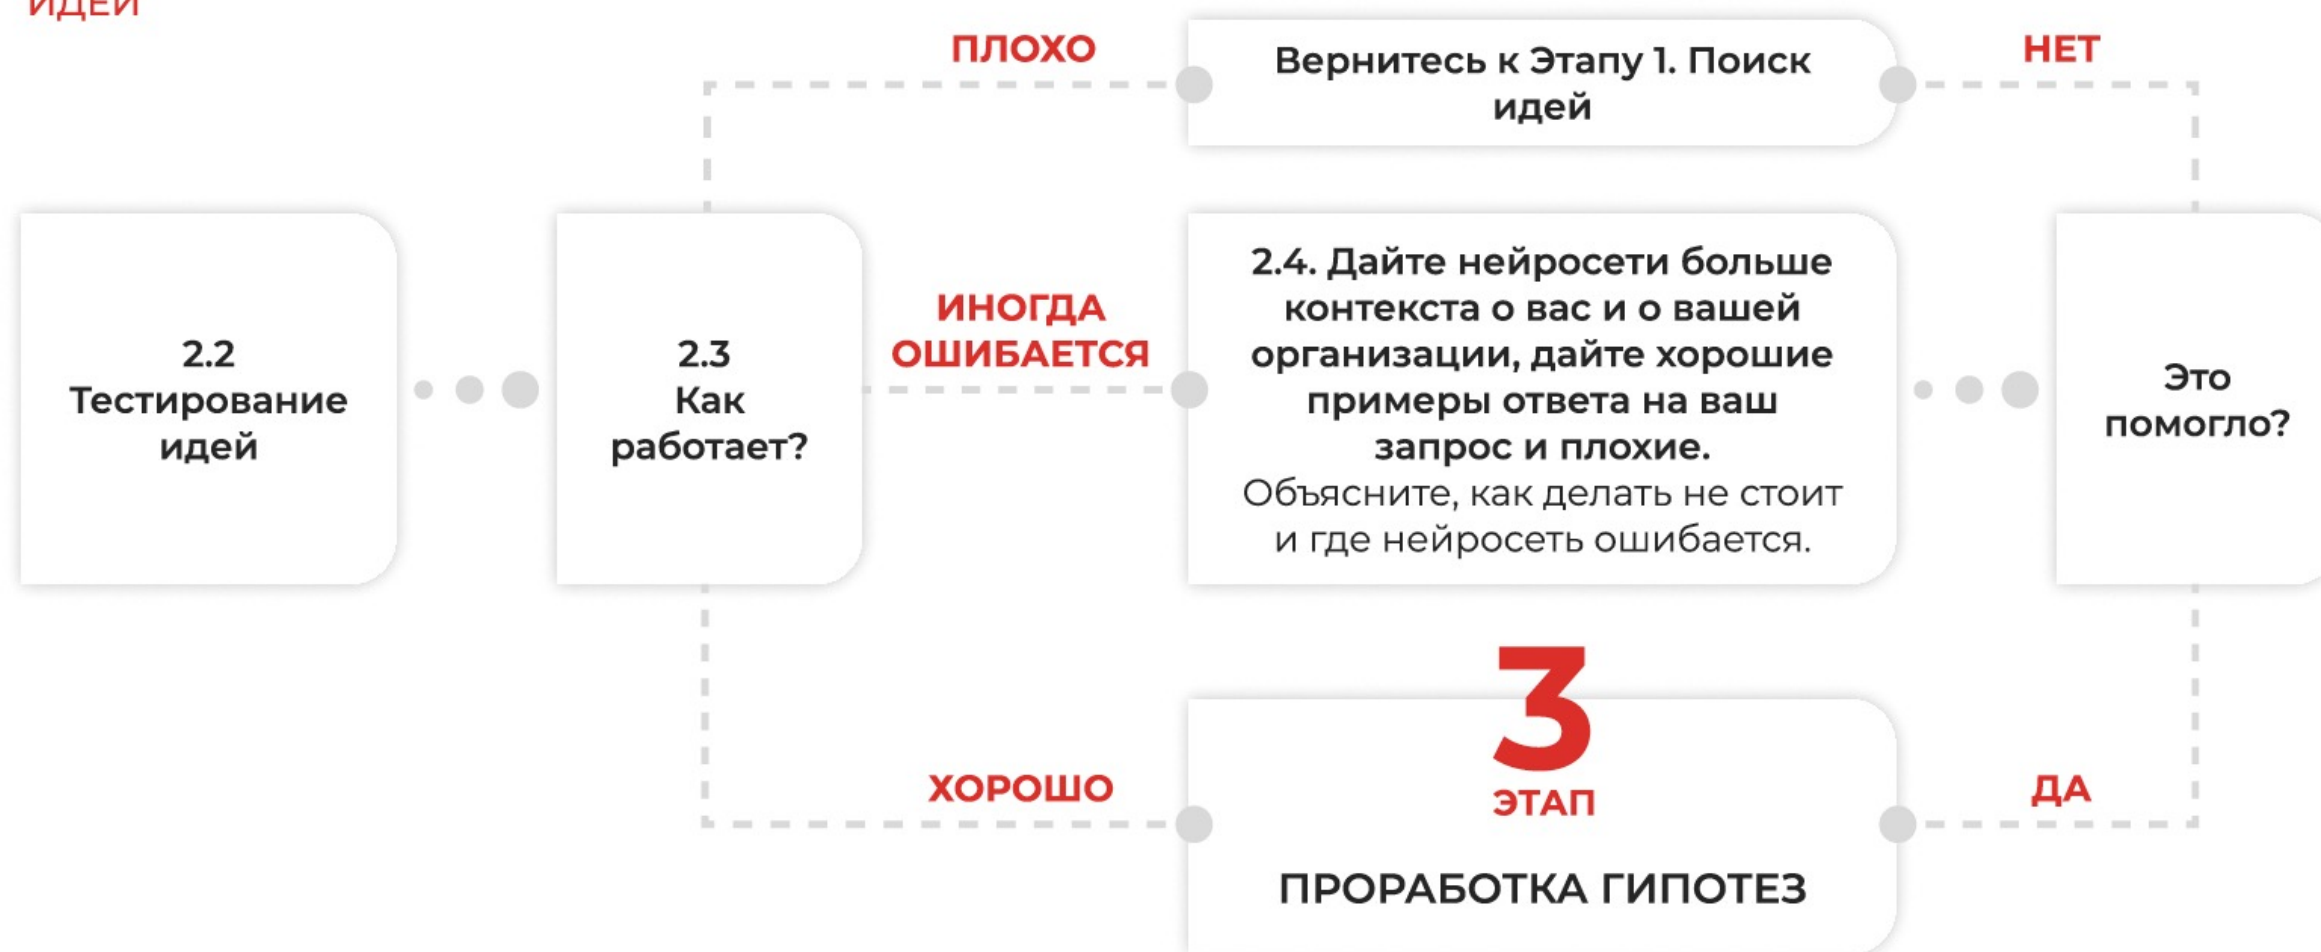 ИДЕЙ
ПЛОХО
Вернитесь к Этапу 1. Поиск
идей
НЕТ
2.2
Тестирование
идей
2.3
Как
работает?
ИНОГДА
ОШИБАЕТСЯ
2.4. Дайте нейросети больше
контекста о вас и о вашей
организации, дайте хорошие
примеры ответа на ваш
запрос и плохие.
Объясните, как делать не стоит
и где нейросеть ошибается.
Это
помогло?
ХОРОШО
3
ЭТАП
ПРОРАБОТКА ГИПОТЕЗ
ДА